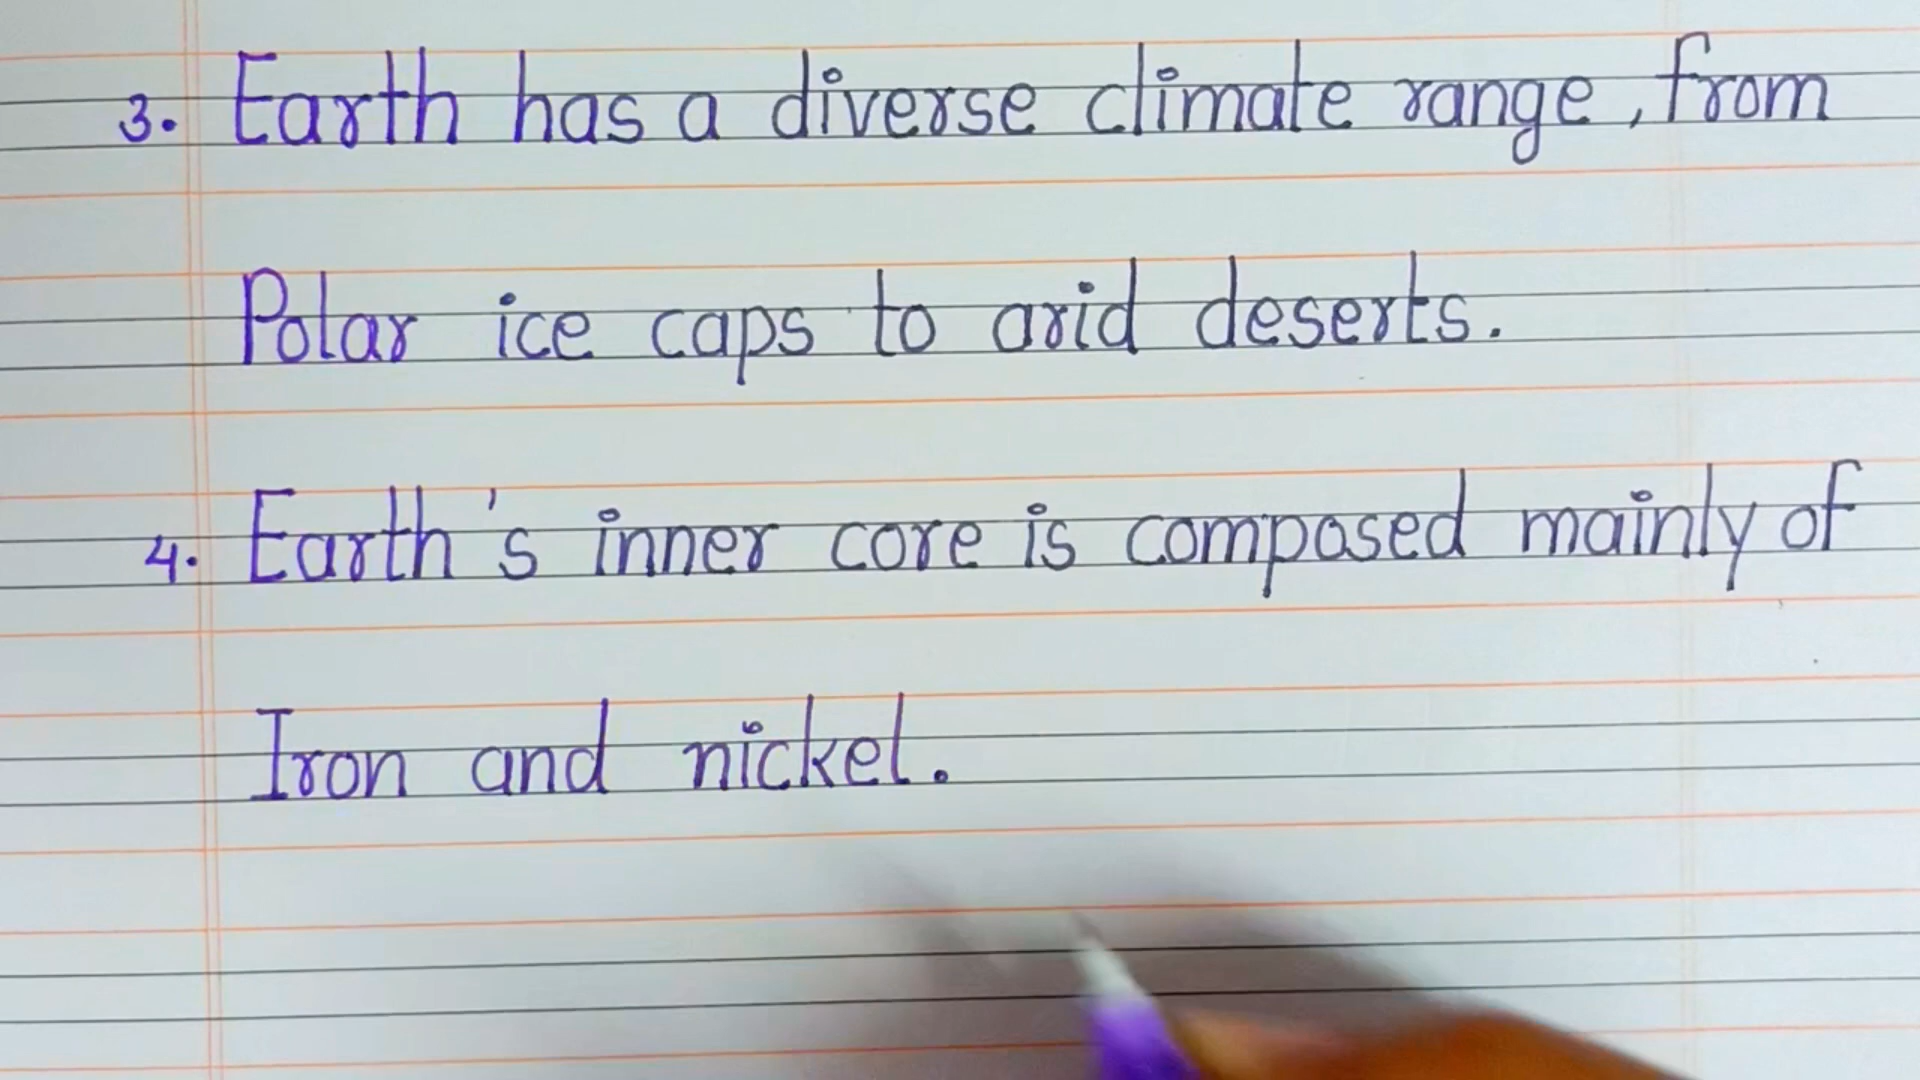 3. Earth has a diverse climate range, from
Polar ice caps to arid deserts.
4. Earth's inner core is composed mainly of
Iron and nickel.